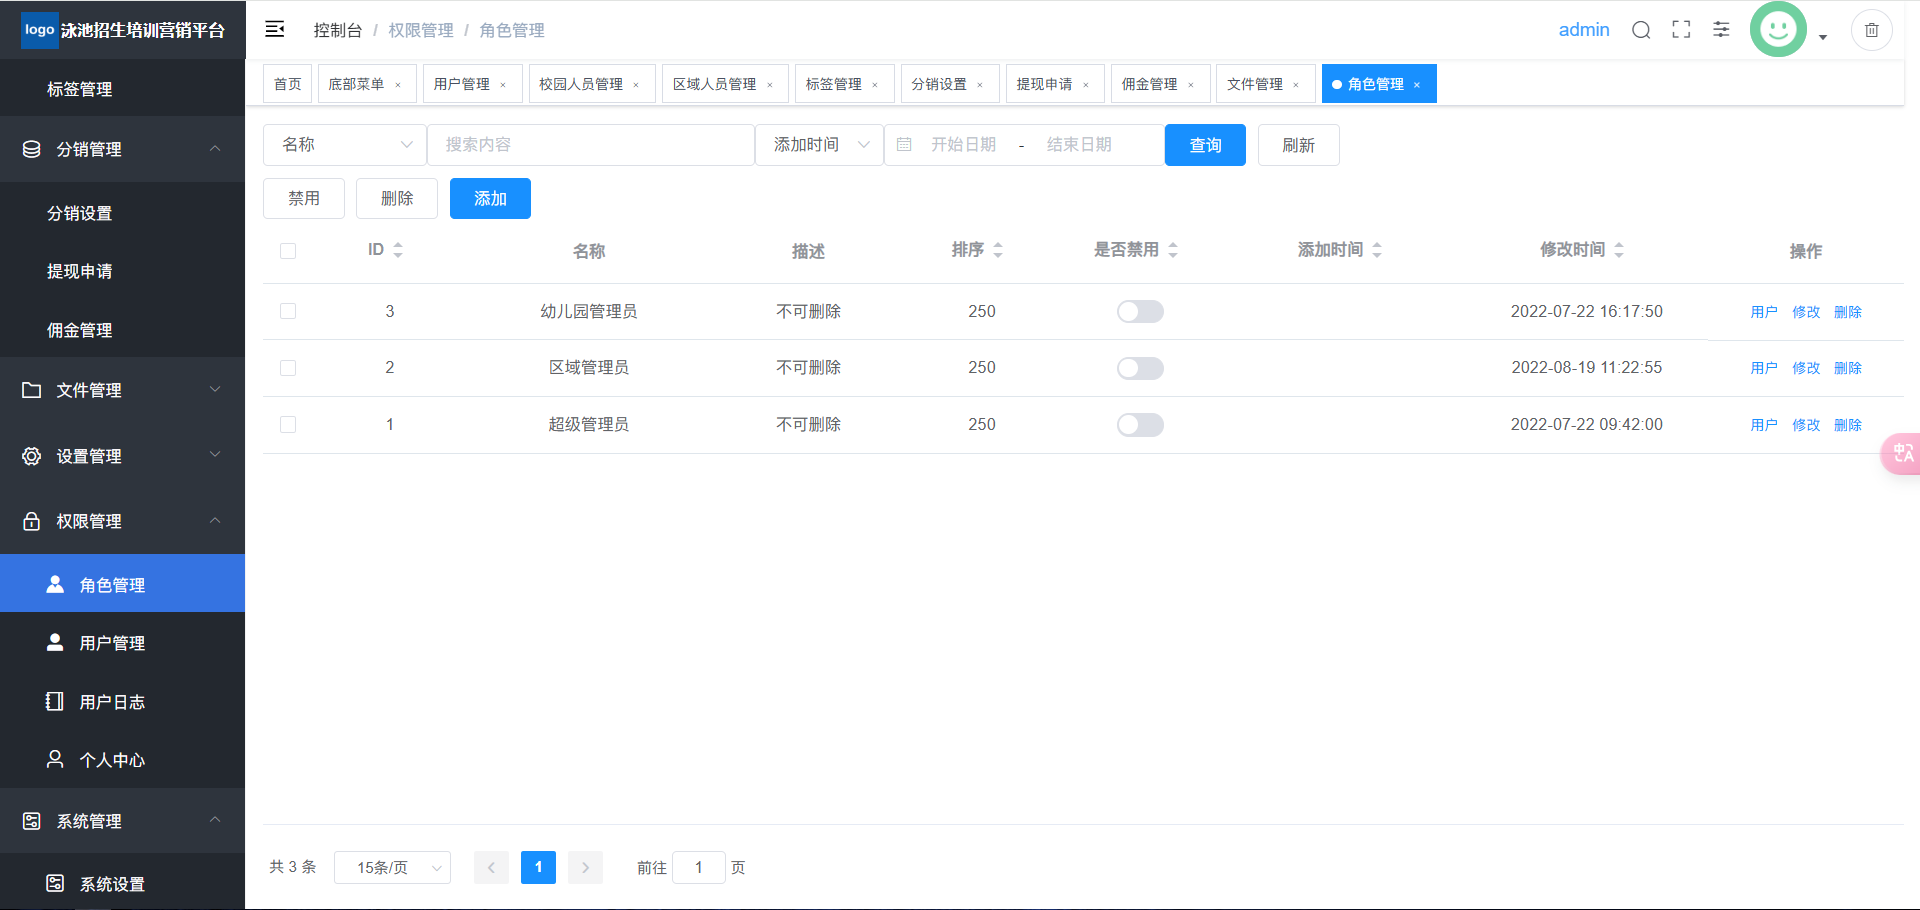 logo 泳池招生培训营销平台
标签管理
分销管理
分销设置
提现申请
佣金管理
文件管理
设置管理
权限管理
角色管理
用户管理
用户日志
个人中心
系统管理
系统设置
控制台 / 权限管理 / 角色管理
admin
首页 底部菜单 × 用户管理 × 校园人员管理 × 区域人员管理 × 标签管理 × 分销设置 × 提现申请 × 佣金管理 × 文件管理 × 角色管理 ×
名称 搜索内容 添加时间 开始日期 - 结束日期 查询 刷新
禁用 删除 添加
ID 名称 描述 排序 是否禁用 添加时间 修改时间 操作
3 幼儿园管理员 不可删除 250 2022-07-22 16:17:50 用户 修改 删除
2 区域管理员 不可删除 250 2022-08-19 11:22:55 用户 修改 删除
1 超级管理员 不可删除 250 2022-07-22 09:42:00 用户 修改 删除
中A
共 3 条 15条/页 1 前往 1 页